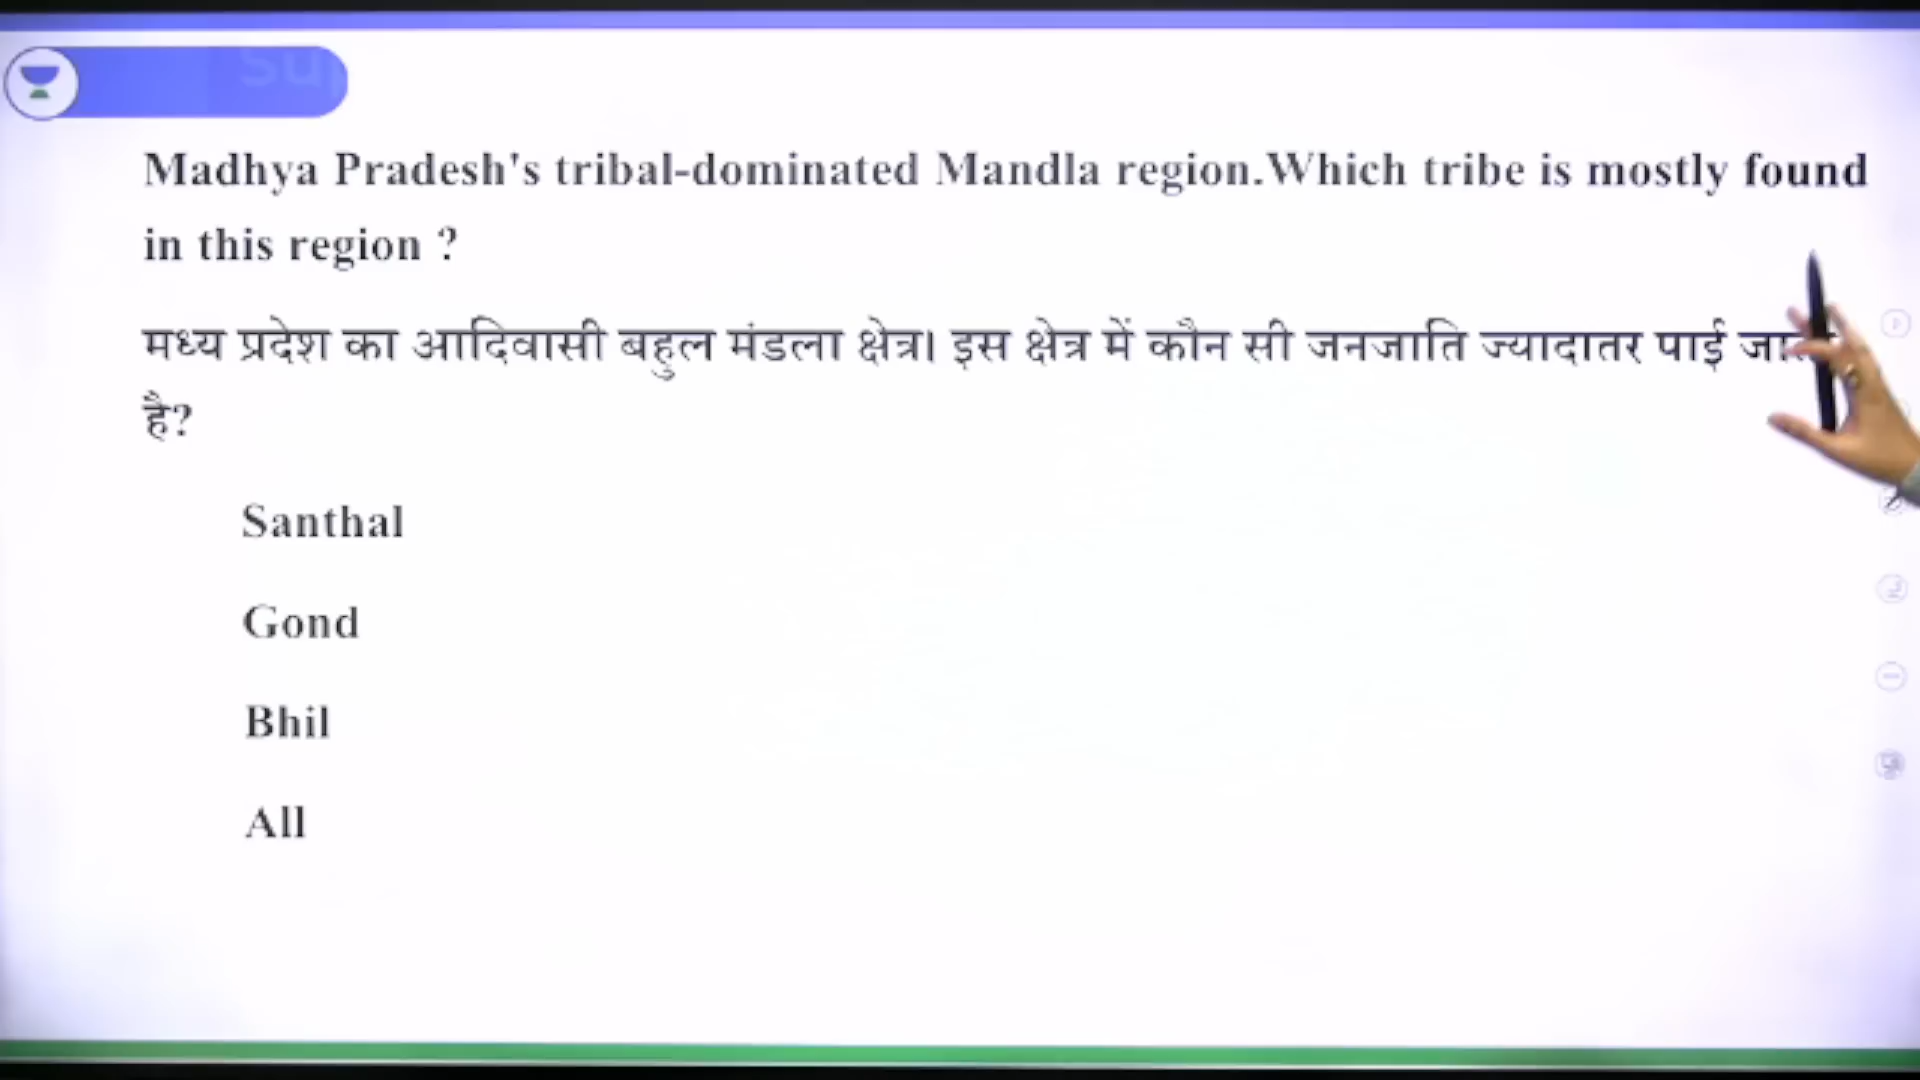 Madhya Pradesh's tribal-dominated Mandla region.Which tribe is mostly found
in this region ?
मध्य प्रदेश का आदिवासी बहुल मंडला क्षेत्र। इस क्षेत्र में कौन सी जनजाति ज्यादातर पाई
है?
Santhal
Gond
Bhil
All